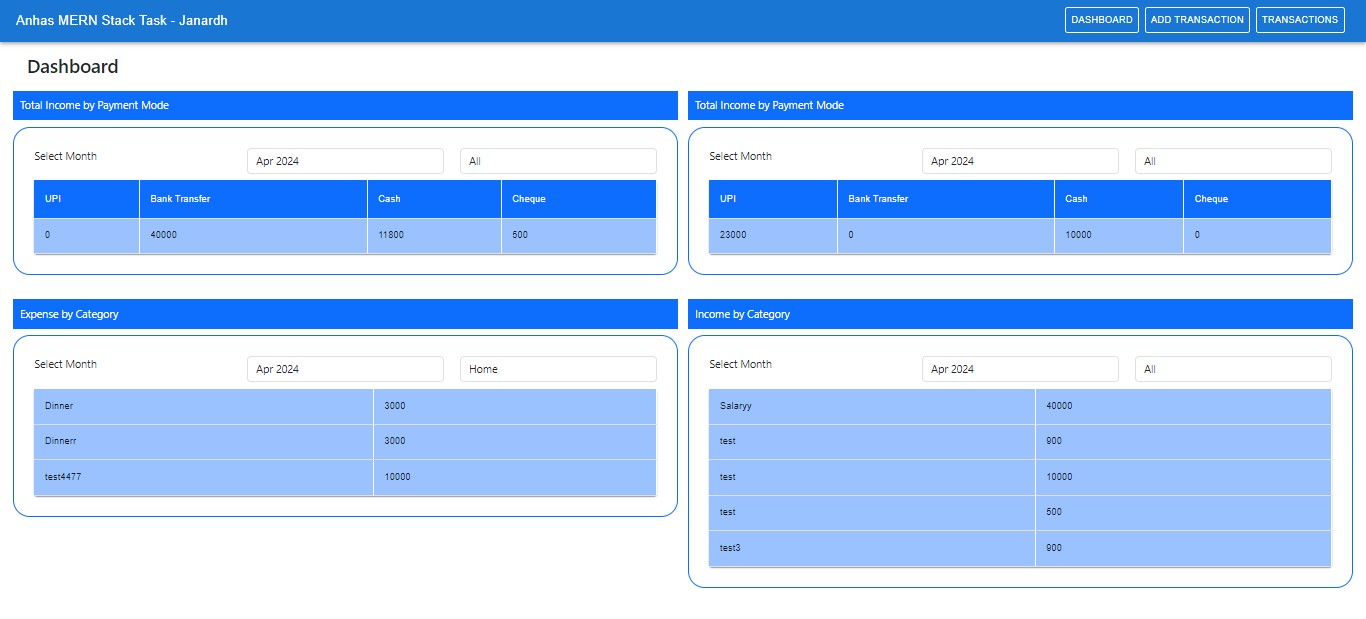 Anhas MERN Stack Task - Janardh
DASHBOARD ADD TRANSACTION TRANSACTIONS
Dashboard
Total Income by Payment Mode
Select Month Apr 2024 All
UPI Bank Transfer Cash Cheque
0 40000 11800 500
Total Income by Payment Mode
Select Month Apr 2024 All
UPI Bank Transfer Cash Cheque
23000 0 10000 0
Expense by Category
Select Month Apr 2024 Home
Dinner 3000
Dinnerr 3000
test4477 10000
Income by Category
Select Month Apr 2024 All
Salaryy 40000
test 900
test 10000
test 500
test3 900